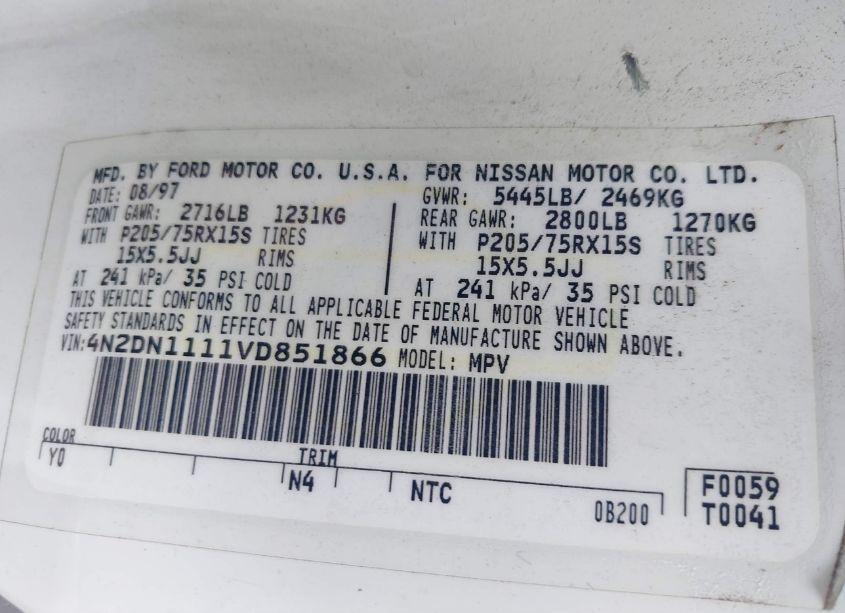 MFD. BY FORD MOTOR CO. U.S.A. FOR NISSAN MOTOR CO. LTD.
DATE: 08/97 GVWR: 5445LB/ 2469KG
FRONT GAWR: 2716LB 1231KG REAR GAWR: 2800LB 1270KG
WITH P205/75RX15S TIRES WITH P205/75RX15S TIRES
15X5.5JJ RIMS 15X5.5JJ RIMS
AT 241 kPa/ 35 PSI COLD AT 241 kPa/ 35 PSI COLD
THIS VEHICLE CONFORMS TO ALL APPLICABLE FEDERAL MOTOR VEHICLE
SAFETY STANDARDS IN EFFECT ON THE DATE OF MANUFACTURE SHOWN ABOVE.
VIN:4N2DN1111VD851866 MODEL: MPV
COLOR TRIM
Y0 N4 NTC 0B200 F0059
T0041